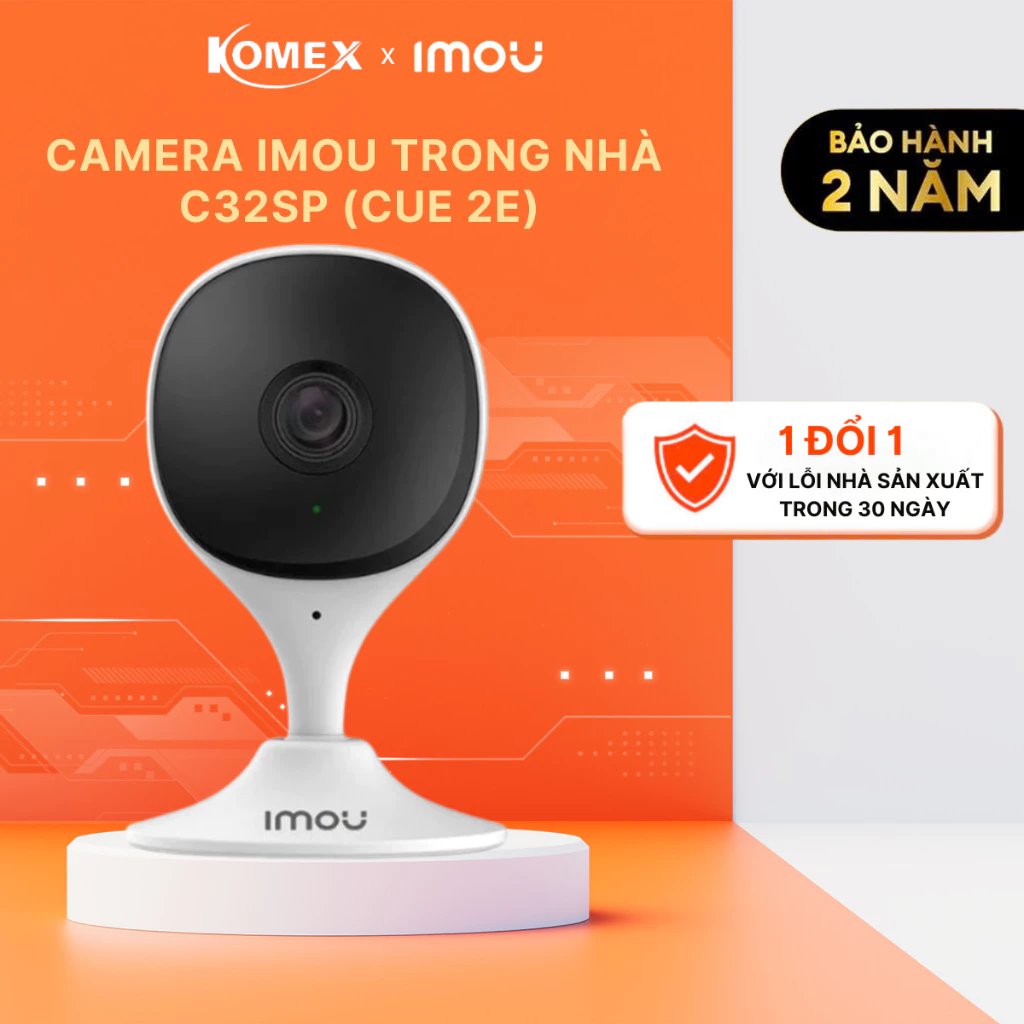 KOMEX x imou
CAMERA IMOU TRONG NHÀ
C32SP (CUE 2E)
BẢO HÀNH
2 NĂM
1 ĐỔI 1
VỚI LỖI NHÀ SẢN XUẤT
TRONG 30 NGÀY
imou